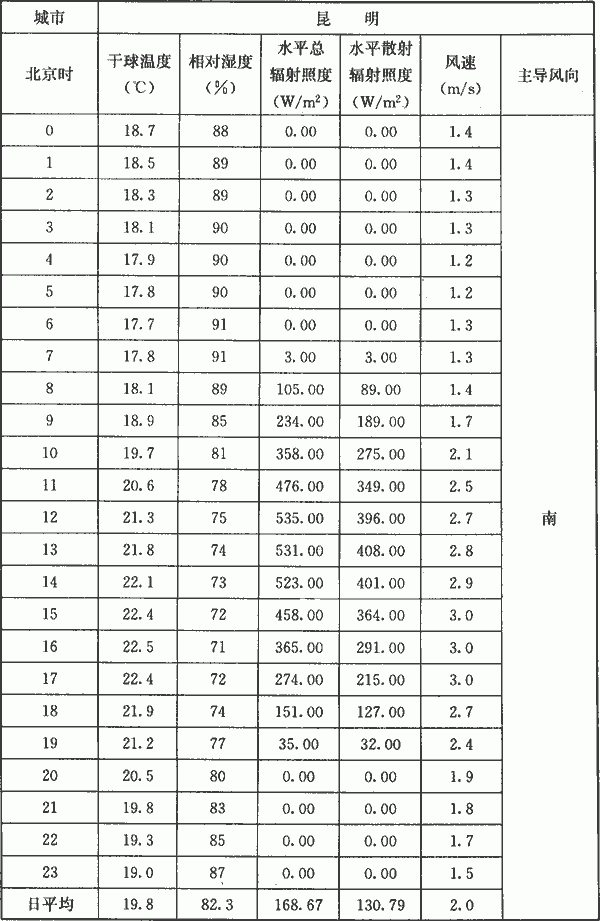 城市 昆 明
北京时 干球温度(℃) 相对湿度(%) 水平总辐射照度(W/m²) 水平散射辐射照度(W/m²) 风速(m/s) 主导风向
0 18.7 88 0.00 0.00 1.4
1 18.5 89 0.00 0.00 1.4
2 18.3 89 0.00 0.00 1.3
3 18.1 90 0.00 0.00 1.3
4 17.9 90 0.00 0.00 1.2
5 17.8 90 0.00 0.00 1.2
6 17.7 91 0.00 0.00 1.3
7 17.8 91 3.00 3.00 1.3
8 18.1 89 105.00 89.00 1.4
9 18.9 85 234.00 189.00 1.7
10 19.7 81 358.00 275.00 2.1
11 20.6 78 476.00 349.00 2.5
12 21.3 75 535.00 396.00 2.7 南
13 21.8 74 531.00 408.00 2.8
14 22.1 73 523.00 401.00 2.9
15 22.4 72 458.00 364.00 3.0
16 22.5 71 365.00 291.00 3.0
17 22.4 72 274.00 215.00 3.0
18 21.9 74 151.00 127.00 2.7
19 21.2 77 35.00 32.00 2.4
20 20.5 80 0.00 0.00 1.9
21 19.8 83 0.00 0.00 1.8
22 19.3 85 0.00 0.00 1.7
23 19.0 87 0.00 0.00 1.5
日平均 19.8 82.3 168.67 130.79 2.0